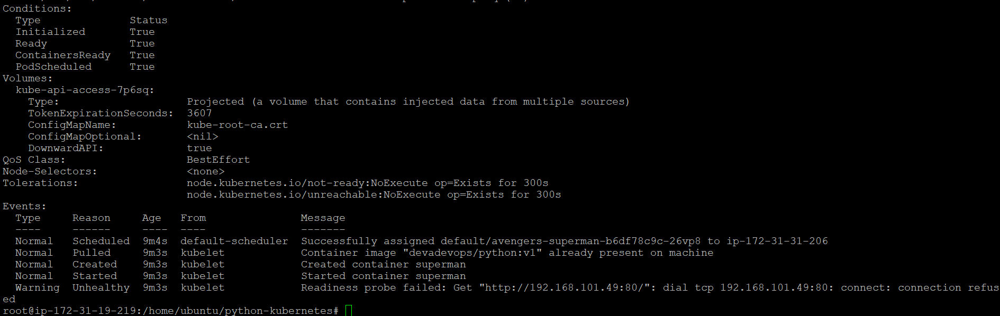 Conditions:
  Type              Status
  Initialized       True
  Ready             True
  ContainersReady   True
  PodScheduled      True
Volumes:
  kube-api-access-7p6sq:
    Type:                    Projected (a volume that contains injected data from multiple sources)
    TokenExpirationSeconds:  3607
    ConfigMapName:           kube-root-ca.crt
    ConfigMapOptional:       <nil>
    DownwardAPI:             true
QoS Class:                   BestEffort
Node-Selectors:              <none>
Tolerations:                 node.kubernetes.io/not-ready:NoExecute op=Exists for 300s
                             node.kubernetes.io/unreachable:NoExecute op=Exists for 300s
Events:
  Type     Reason     Age   From               Message
  ----     ------     ----  ----               -------
  Normal   Scheduled  9m4s  default-scheduler  Successfully assigned default/avengers-superman-b6df78c9c-26vp8 to ip-172-31-31-206
  Normal   Pulled     9m3s  kubelet            Container image "devadevops/python:v1" already present on machine
  Normal   Created    9m3s  kubelet            Created container superman
  Normal   Started    9m3s  kubelet            Started container superman
  Warning  Unhealthy  9m3s  kubelet            Readiness probe failed: Get "http://192.168.101.49:80/": dial tcp 192.168.101.49:80: connect: connection refus
ed
root@ip-172-31-19-219:/home/ubuntu/python-kubernetes#